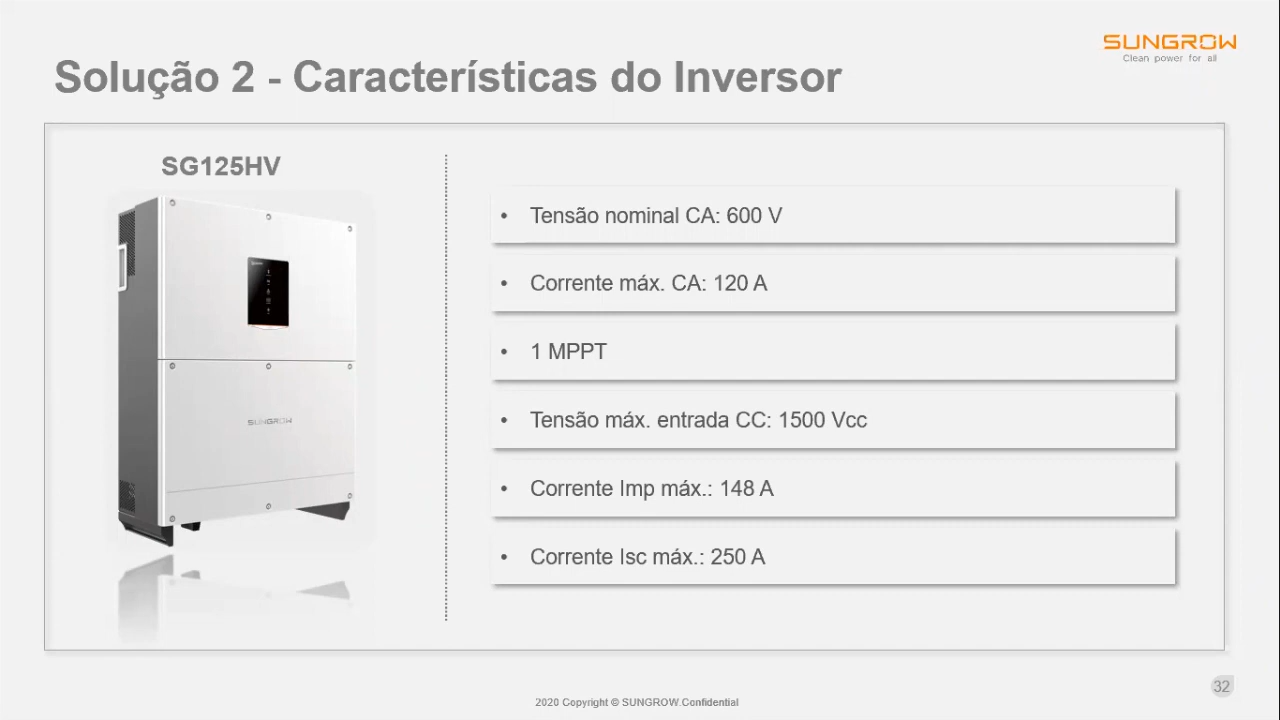 SUNGROW
Clean power for all
Solução 2 - Características do Inversor
SG125HV
SUNGROW
• Tensão nominal CA: 600 V
• Corrente máx. CA: 120 A
• 1 MPPT
• Tensão máx. entrada CC: 1500 Vcc
• Corrente Imp máx.: 148 A
• Corrente Isc máx.: 250 A
2020 Copyright © SUNGROW Confidential
32